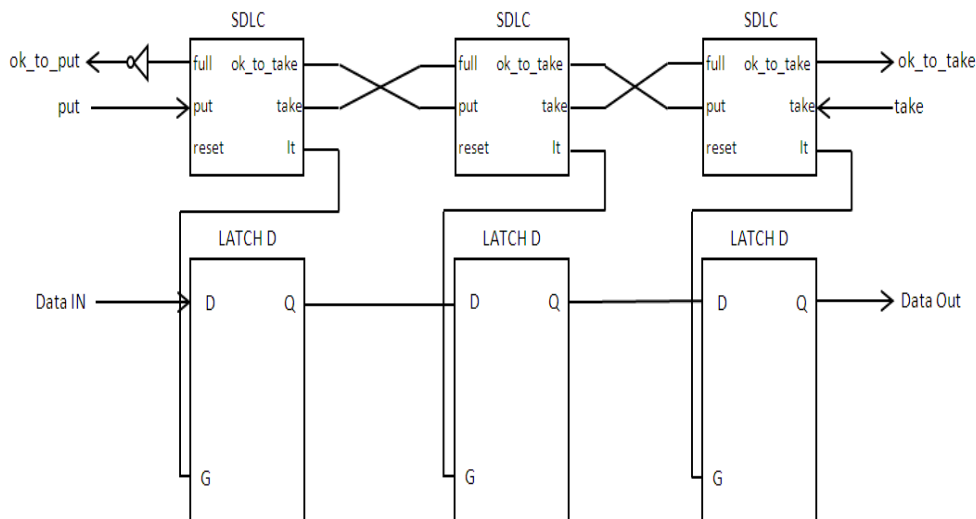 SDLC SDLC SDLC
ok_to_put full ok_to_take full ok_to_take full ok_to_take ok_to_take
put put take put take put take take
reset lt reset lt reset lt
LATCH D LATCH D LATCH D
Data IN D Q D Q D Q Data Out
G G G